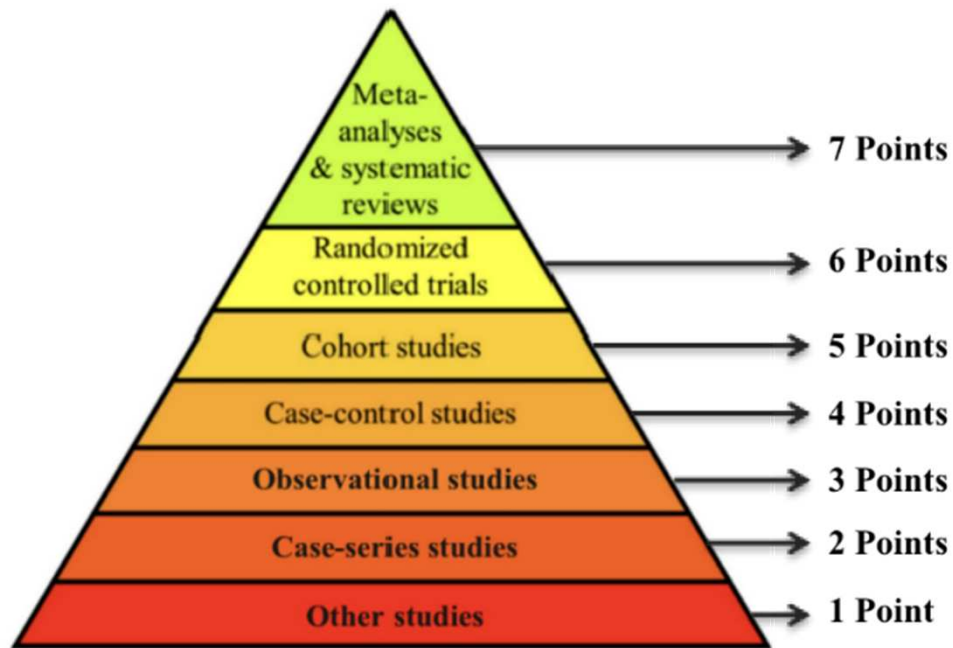 Meta-
analyses
& systematic
reviews
7 Points
Randomized
controlled trials
6 Points
Cohort studies
5 Points
Case-control studies
4 Points
Observational studies
3 Points
Case-series studies
2 Points
Other studies
1 Point